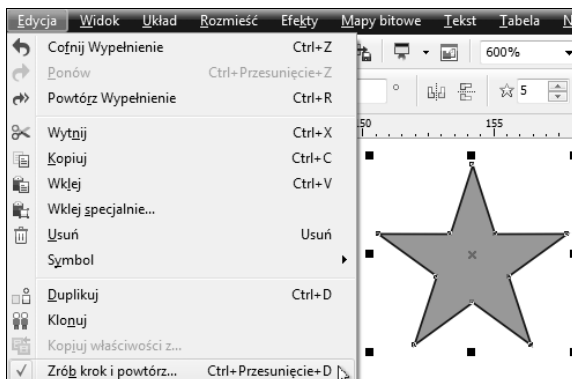 Edycja Widok Układ Rozmieść Efekty Mapy bitowe Tekst Tabela N
Cofnij Wypełnienie Ctrl+Z
Ponów Ctrl+Przesunięcie+Z
Powtórz Wypełnienie Ctrl+R
600%
° 5
Wytnij Ctrl+X
50 155
Kopiuj Ctrl+C
Wklej Ctrl+V
Wklej specjalnie...
Usuń Usuń
Symbol
Duplikuj Ctrl+D
Klonuj
Kopiuj właściwości z...
Zrób krok i powtórz... Ctrl+Przesunięcie+D